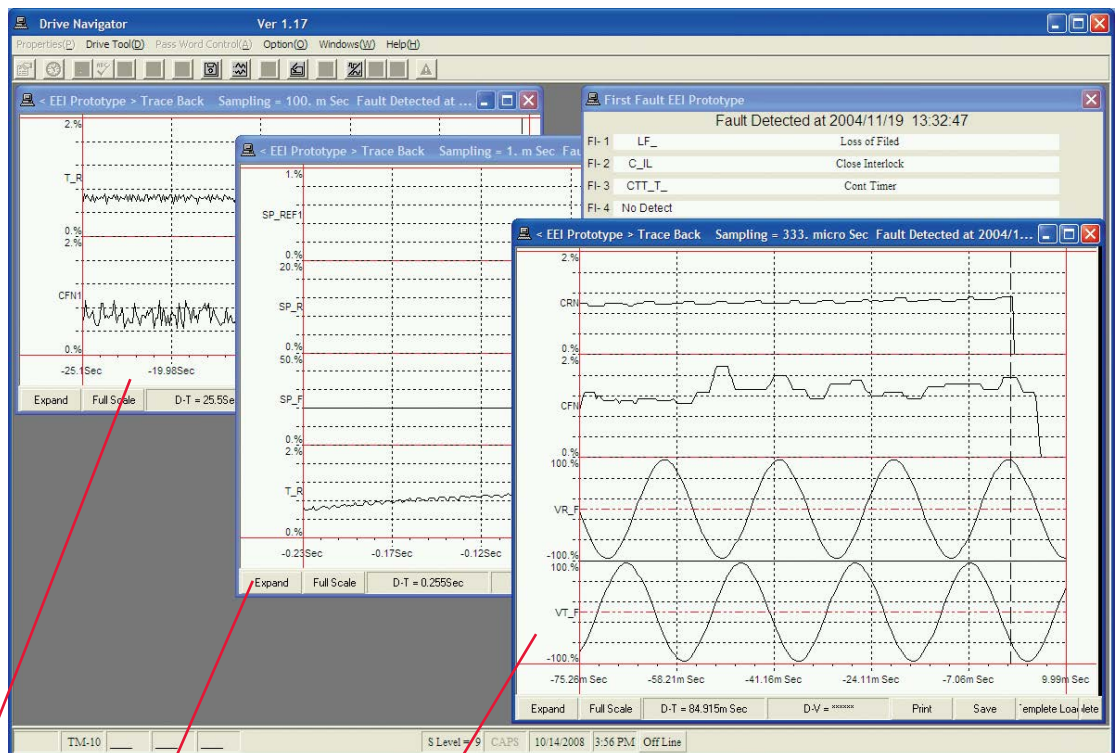 Drive Navigator Ver 1.17
Properties(P) Drive Tool(D) Pass Word Control(A) Option(O) Windows(W) Help(H)
< EEI Prototype > Trace Back Sampling = 100. m Sec Fault Detected at ...
2.%
T_R
0.%
2.%
CFN1
0.%
-25.1Sec -19.98Sec
Expand Full Scale D-T = 25.5Se
< EEI Prototype > Trace Back Sampling = 1. m Sec Fau
1.%
SP_REF1
0.%
20.%
SP_R
0.%
50.%
SP_F
0.%
2.%
T_R
0.%
-0.23Sec -0.17Sec -0.12Sec
Expand Full Scale D-T = 0.255Sec
First Fault EEI Prototype
Fault Detected at 2004/11/19 13:32:47
FI- 1 LF_ Loss of Filed
FI- 2 C_IL Close Interlock
FI- 3 CTT_T_ Cont Timer
FI- 4 No Detect
< EEI Prototype > Trace Back Sampling = 333. micro Sec Fault Detected at 2004/1...
2.%
CRN
0.%
2.%
CFN
0.%
100.%
VR_F
-100.%
100.%
VT_F
-100.%
-75.26m Sec -58.21m Sec -41.16m Sec -24.11m Sec -7.06m Sec 9.99m Sec
Expand Full Scale D-T = 84.915m Sec D-V = ****** Print Save emplete Loa lete
TM-10 ___ ___ ___ S Level = 9 CAPS 10/14/2008 3:56 PM Off Line